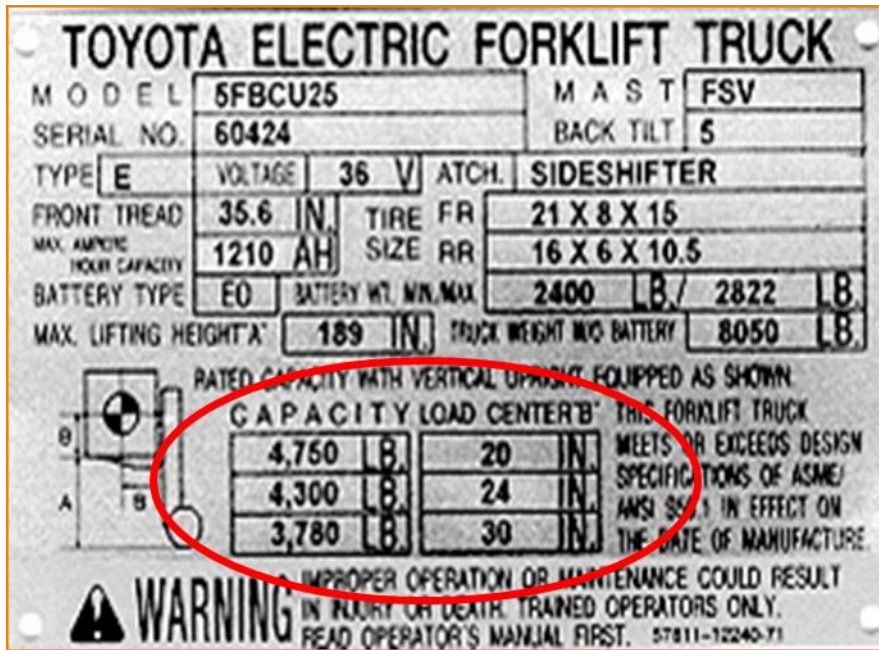 TOYOTA ELECTRIC FORKLIFT TRUCK
MODEL 5FBCU25 MAST FSV
SERIAL NO. 60424 BACK TILT 5
TYPE E VOLTAGE 36 V ATCH. SIDESHIFTER
FRONT TREAD 35.6 IN. TIRE SIZE FR 21 X 8 X 15
MAX. AMPERE HOUR CAPACITY 1210 AH RR 16 X 6 X 10.5
BATTERY TYPE EO BATTERY WT. MIN./MAX. 2400 LB./ 2822 LB.
MAX. LIFTING HEIGHT "A" 189 IN. TRUCK WEIGHT W/O BATTERY 8050 LB.
RATED CAPACITY WITH VERTICAL UPRIGHT EQUIPPED AS SHOWN.
CAPACITY LOAD CENTER "B"
4,750 LB. 20 IN.
4,300 LB. 24 IN.
3,780 LB. 30 IN.
B
A
B
THIS FORKLIFT TRUCK
MEETS OR EXCEEDS DESIGN
SPECIFICATIONS OF ASME/
ANSI B56.1 IN EFFECT ON
THE DATE OF MANUFACTURE.
WARNING
IMPROPER OPERATION OR MAINTENANCE COULD RESULT
IN INJURY OR DEATH. TRAINED OPERATORS ONLY.
READ OPERATOR'S MANUAL FIRST. 57811-12240-71